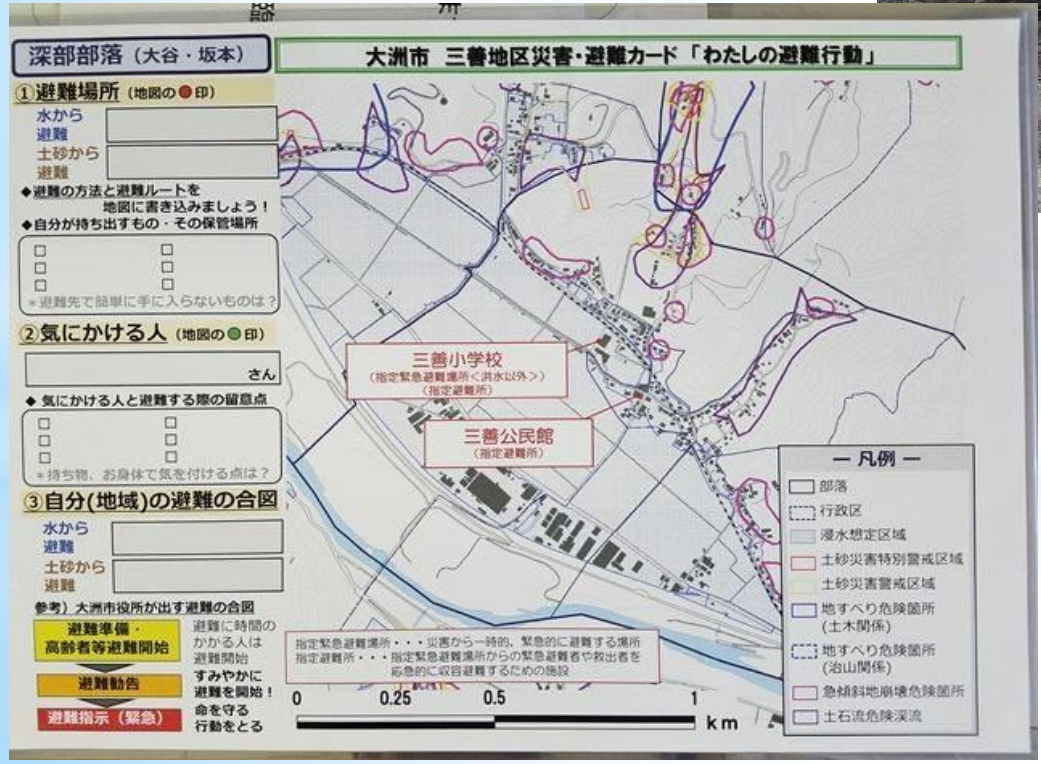 深部部落（大谷・坂本）
大洲市 三善地区災害・避難カード「わたしの避難行動」
①避難場所（地図の●印）
水から
避難
土砂から
避難
◆避難の方法と避難ルートを
地図に書き込みましょう！
◆自分が持ち出すもの・その保管場所
□ □
□ □
□ □
＊避難先で簡単に手に入らないものは？
②気にかける人（地図の●印）
さん
◆ 気にかける人と避難する際の留意点
□ □
□ □
□ □
＊持ち物、お身体で気を付ける点は？
③自分(地域)の避難の合図
水から
避難
土砂から
避難
参考）大洲市役所が出す避難の合図
避難準備・
高齢者等避難開始
避難に時間の
かかる人は
避難開始
避難勧告
すみやかに
避難を開始！
避難指示（緊急）
命を守る
行動をとる
三善小学校
（指定緊急避難場所＜洪水以外＞）
（指定避難所）
三善公民館
（指定避難所）
指定緊急避難場所・・・災害から一時的、緊急的に避難する場所
指定避難所・・・指定緊急避難場所からの緊急避難者や救出者を
応急的に収容避難するための施設
0 0.25 0.5 1
km
― 凡例 ―
部落
行政区
浸水想定区域
土砂災害特別警戒区域
土砂災害警戒区域
地すべり危険箇所
(土木関係)
地すべり危険箇所
(治山関係)
急傾斜地崩壊危険箇所
土石流危険渓流